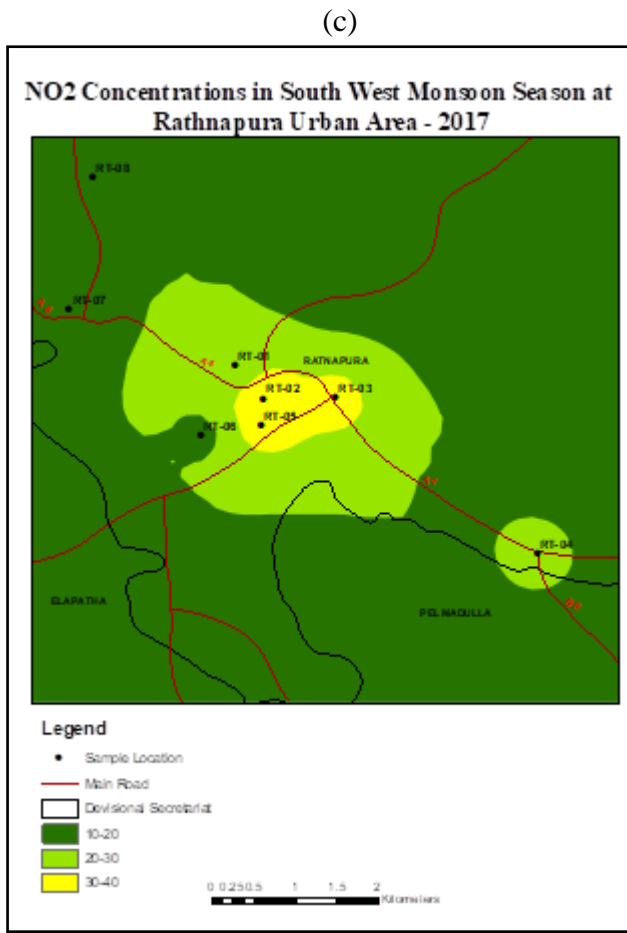 (c)
NO2 Concentrations in South West Monsoon Season at
Rathnapura Urban Area - 2017
RT-08
RT-07
A4
RT-01
RATNAPURA
RT-02
RT-03
RT-05
RT-06
A4
RT-04
ELAPATHA
PELMADULLA
Legend
Sample Location
Main Road
Devisional Secretariat
10-20
20-30
30-40
0 0.25 0.5 1 1.5 2
Kilometers